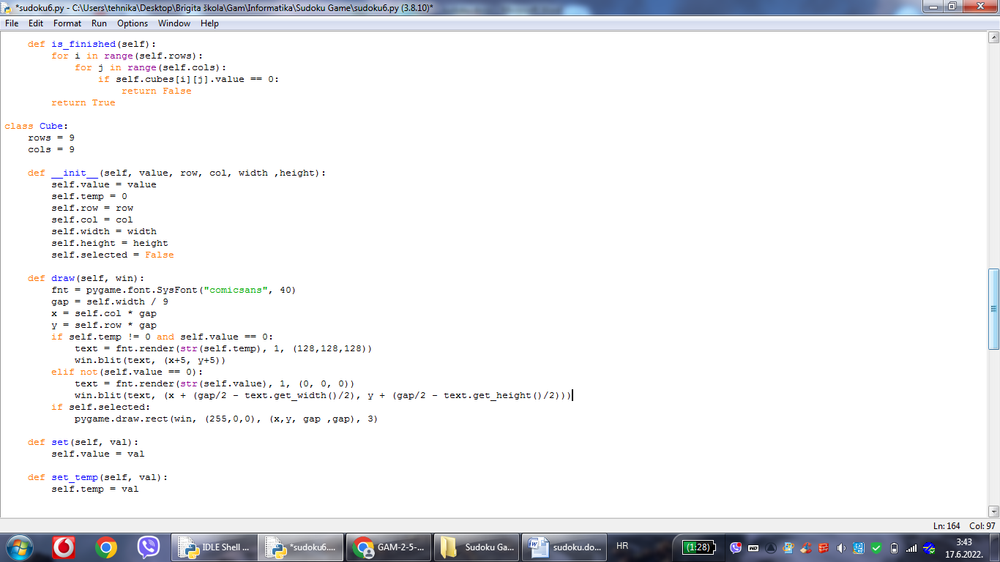 *sudoku6.py - C:\Users\tehnika\Desktop\Brigita škola\Gam\Informatika\Sudoku Game\sudoku6.py (3.8.10)*
File Edit Format Run Options Window Help
    def is_finished(self):
        for i in range(self.rows):
            for j in range(self.cols):
                if self.cubes[i][j].value == 0:
                    return False
        return True
class Cube:
    rows = 9
    cols = 9
    def __init__(self, value, row, col, width ,height):
        self.value = value
        self.temp = 0
        self.row = row
        self.col = col
        self.width = width
        self.height = height
        self.selected = False
    def draw(self, win):
        fnt = pygame.font.SysFont("comicsans", 40)
        gap = self.width / 9
        x = self.col * gap
        y = self.row * gap
        if self.temp != 0 and self.value == 0:
            text = fnt.render(str(self.temp), 1, (128,128,128))
            win.blit(text, (x+5, y+5))
        elif not(self.value == 0):
            text = fnt.render(str(self.value), 1, (0, 0, 0))
            win.blit(text, (x + (gap/2 - text.get_width()/2), y + (gap/2 - text.get_height()/2)))
        if self.selected:
            pygame.draw.rect(win, (255,0,0), (x,y, gap ,gap), 3)
    def set(self, val):
        self.value = val
    def set_temp(self, val):
        self.temp = val
Ln: 164 Col: 97
IDLE Shell ... *sudoku6.... GAM-2-5-... Sudoku Ga... sudoku.do... HR (1:28) 3:43
17.6.2022.